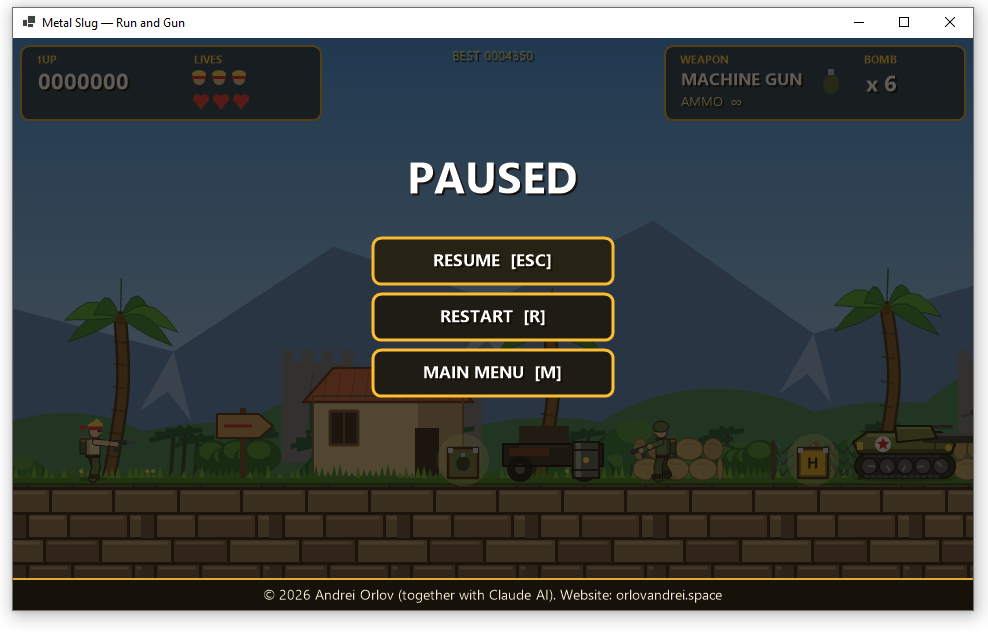 Metal Slug — Run and Gun
1UP
0000000
LIVES
BEST 0004350
WEAPON
MACHINE GUN
AMMO ∞
BOMB
x 6
PAUSED
RESUME [ESC]
RESTART [R]
MAIN MENU [M]
H
© 2026 Andrei Orlov (together with Claude AI). Website: orlovandrei.space